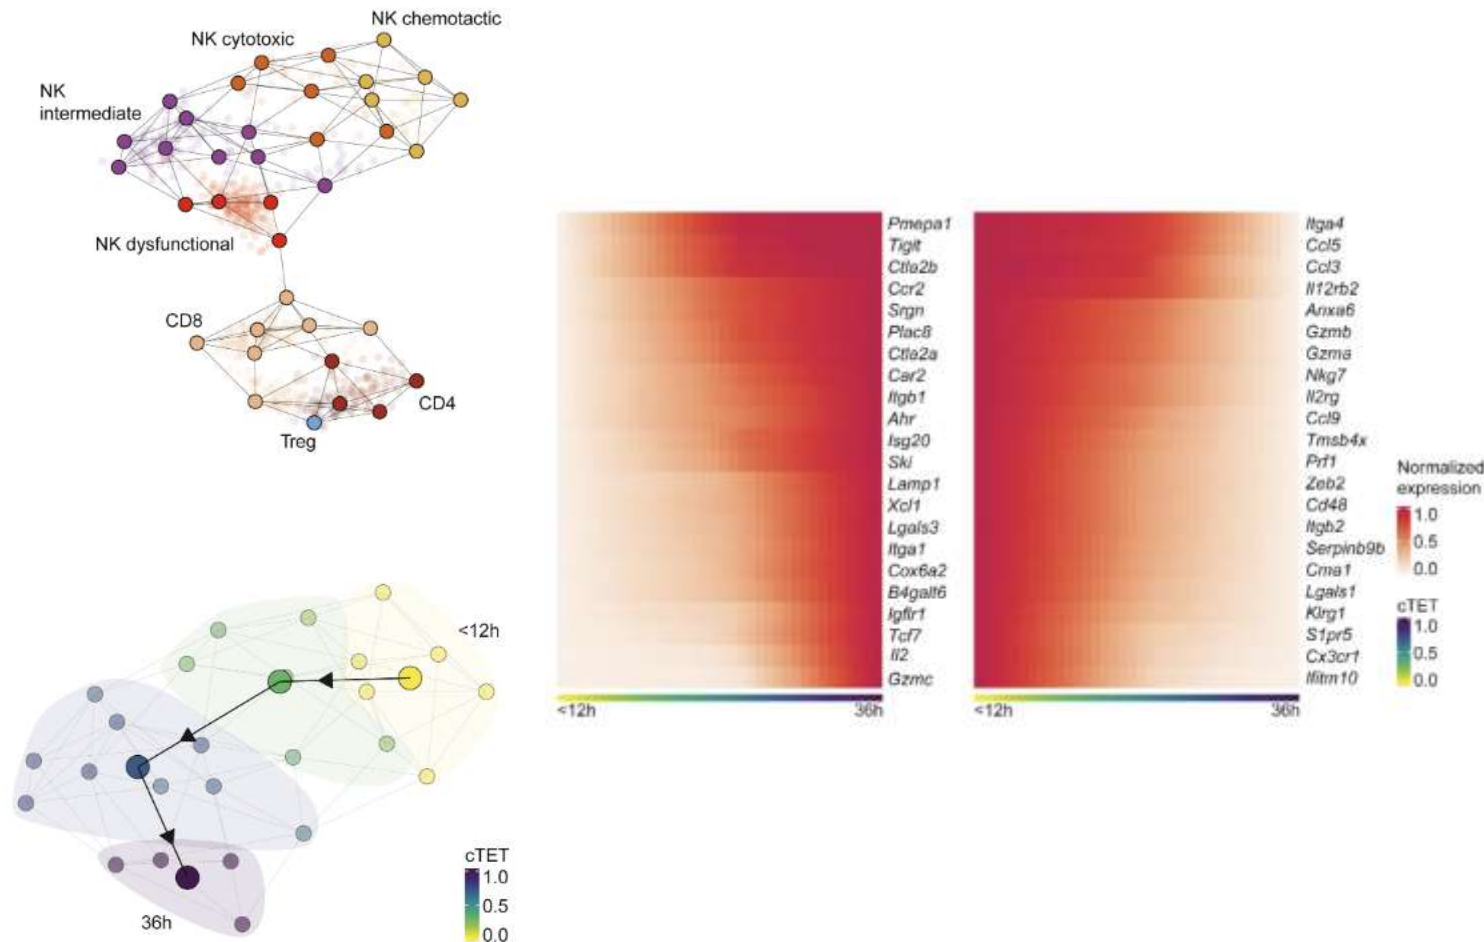 NK chemotactic
NK cytotoxic
NK
intermediate
NK dysfunctional
CD8
CD4
Treg
<12h
36h
cTET
1.0
0.5
0.0
Pmepa1
Tigit
Ctla2b
Ccr2
Srgn
Plac8
Ctla2a
Car2
Itgb1
Ahr
Isg20
Ski
Lamp1
Xcl1
Lgals3
Itga1
Cox6a2
B4galt6
Igflr1
Tcf7
Il2
Gzmc
<12h
36h
Itga4
Ccl5
Ccl3
Il12rb2
Anxa6
Gzmb
Gzma
Nkg7
Il2rg
Ccl9
Tmsb4x
Prf1
Zeb2
Cd48
Itgb2
Serpinb9b
Cma1
Lgals1
Klrg1
S1pr5
Cx3cr1
Ifitm10
<12h
36h
Normalized
expression
1.0
0.5
0.0
cTET
1.0
0.5
0.0